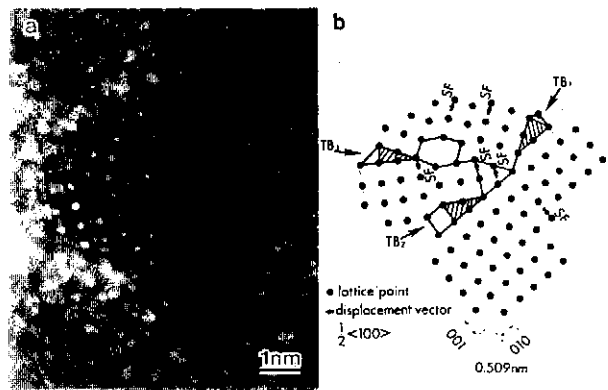 a
1nm
b
SF
SF
TB₁
TB₃
SF
SF
SF
SF
TB₂
lattice point
displacement vector
½<100>
001
010
0.509nm